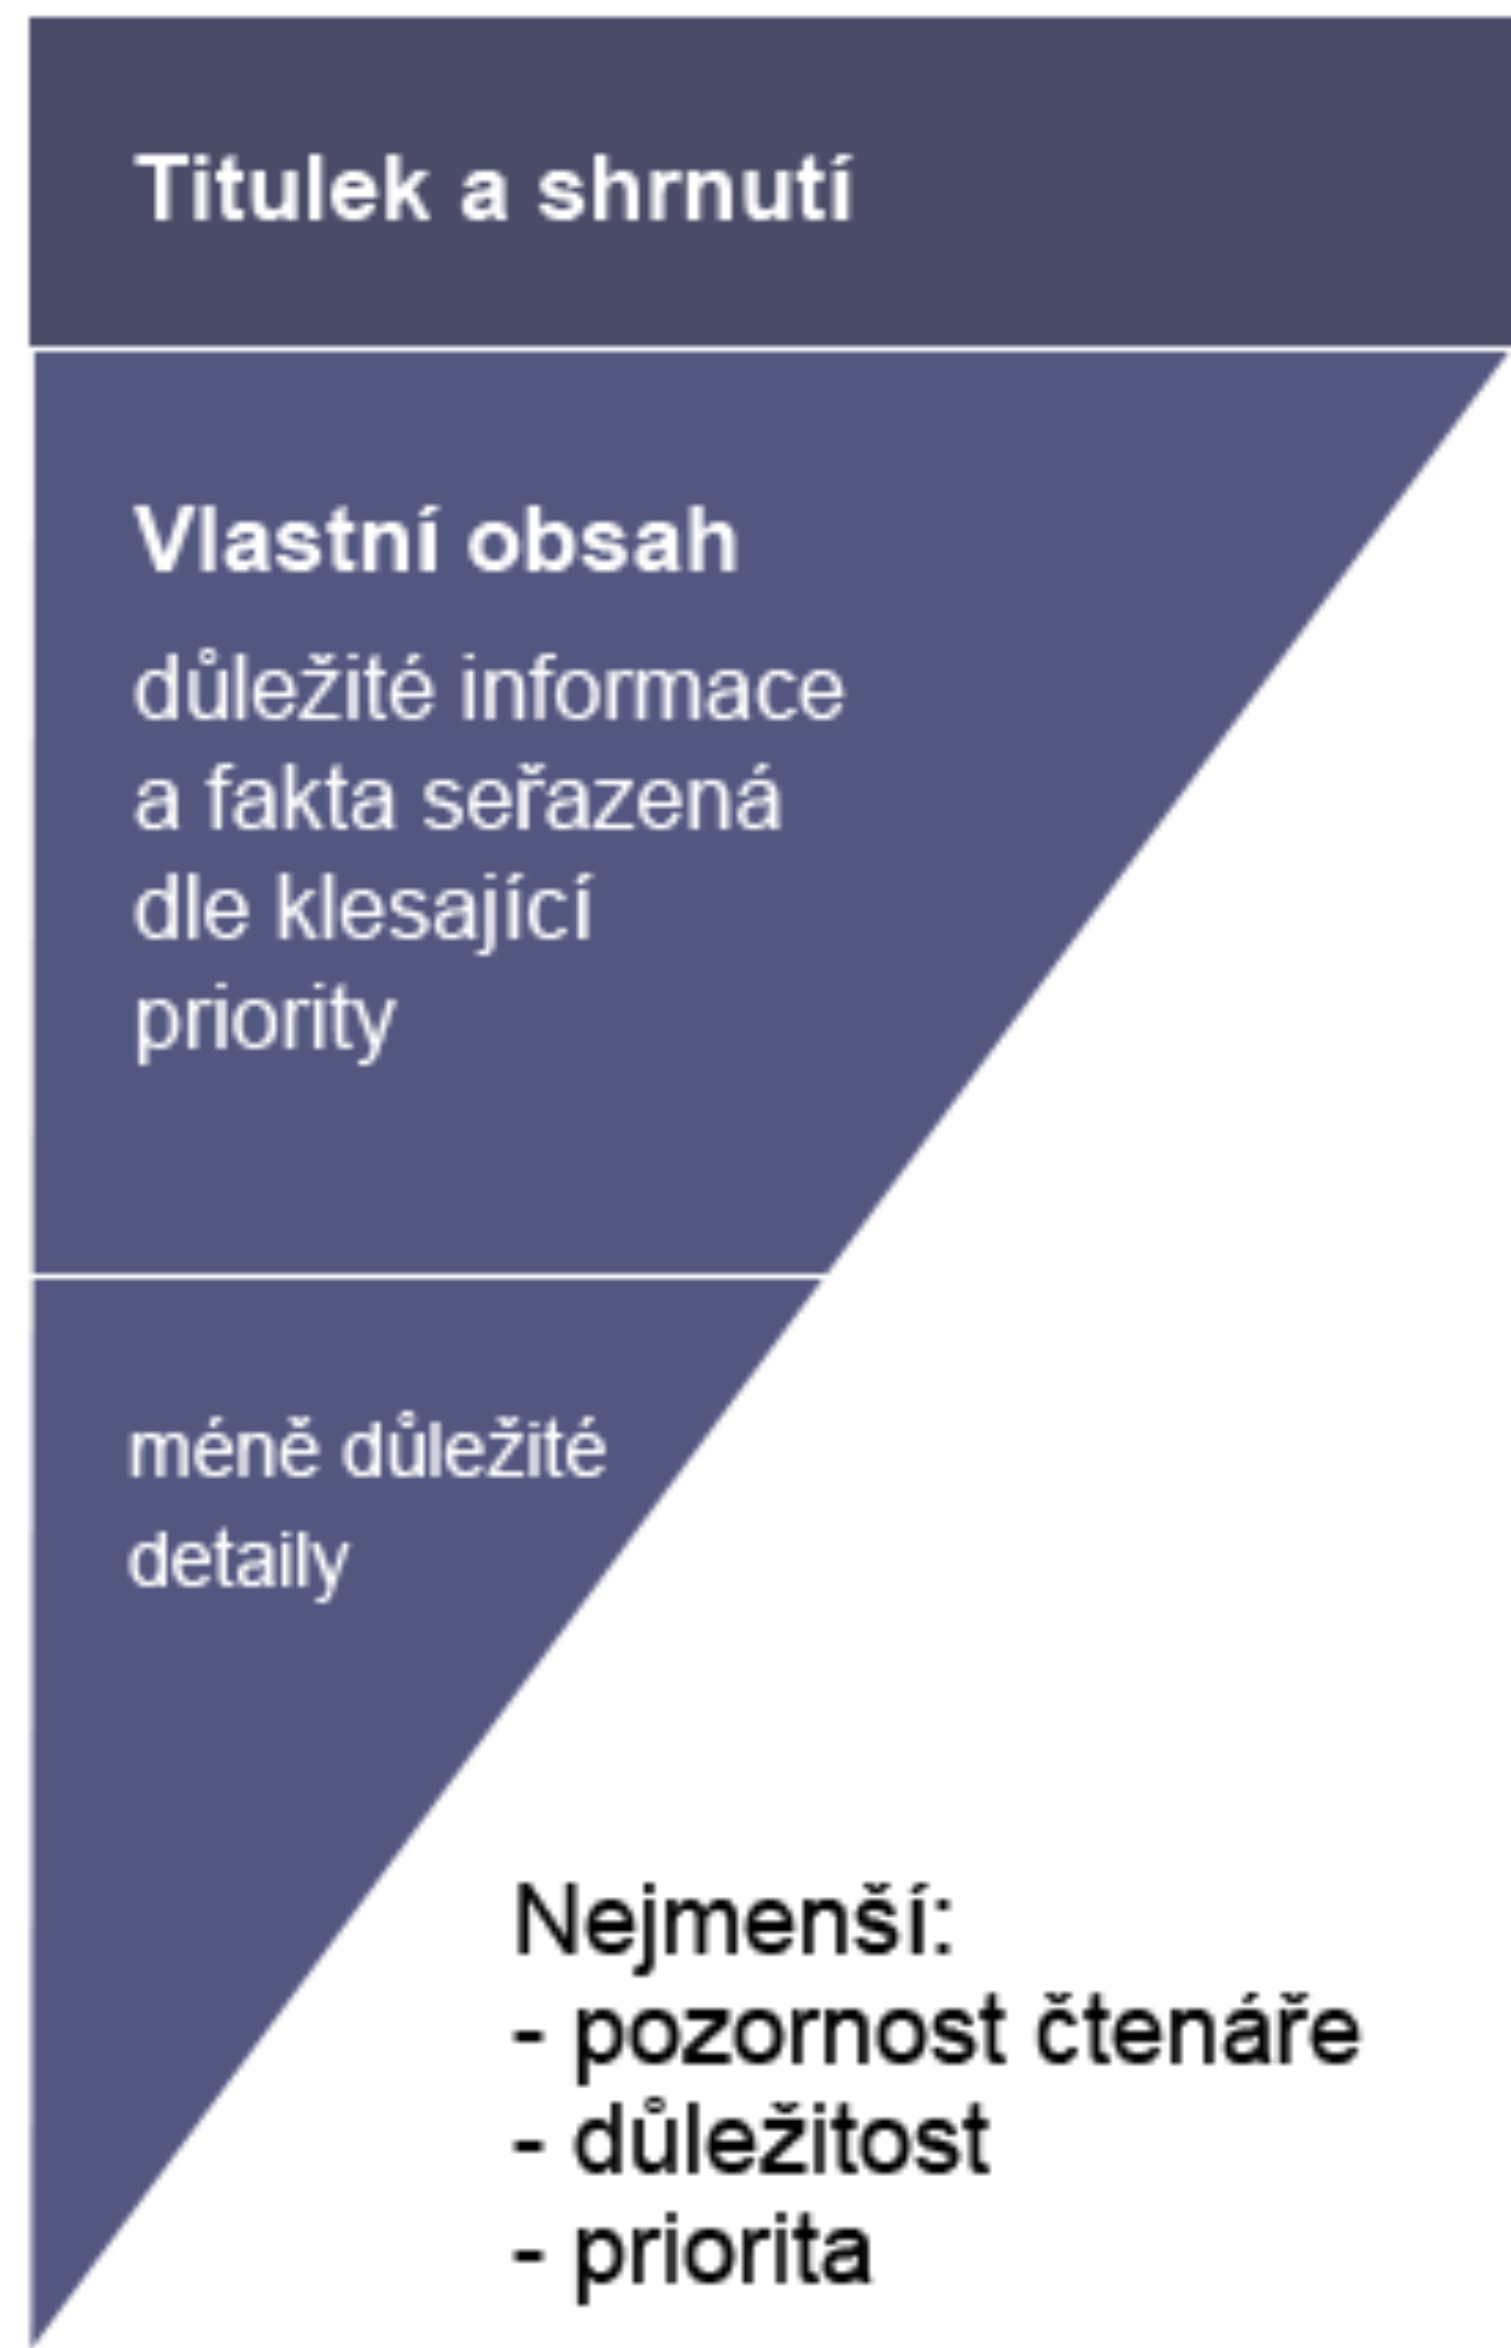 Titulek a shrnutí
Vlastní obsah
důležité informace
a fakta seřazená
dle klesající
priority
méně důležité
detaily
Nejmenší:
- pozornost čtenáře
- důležitost
- priorita